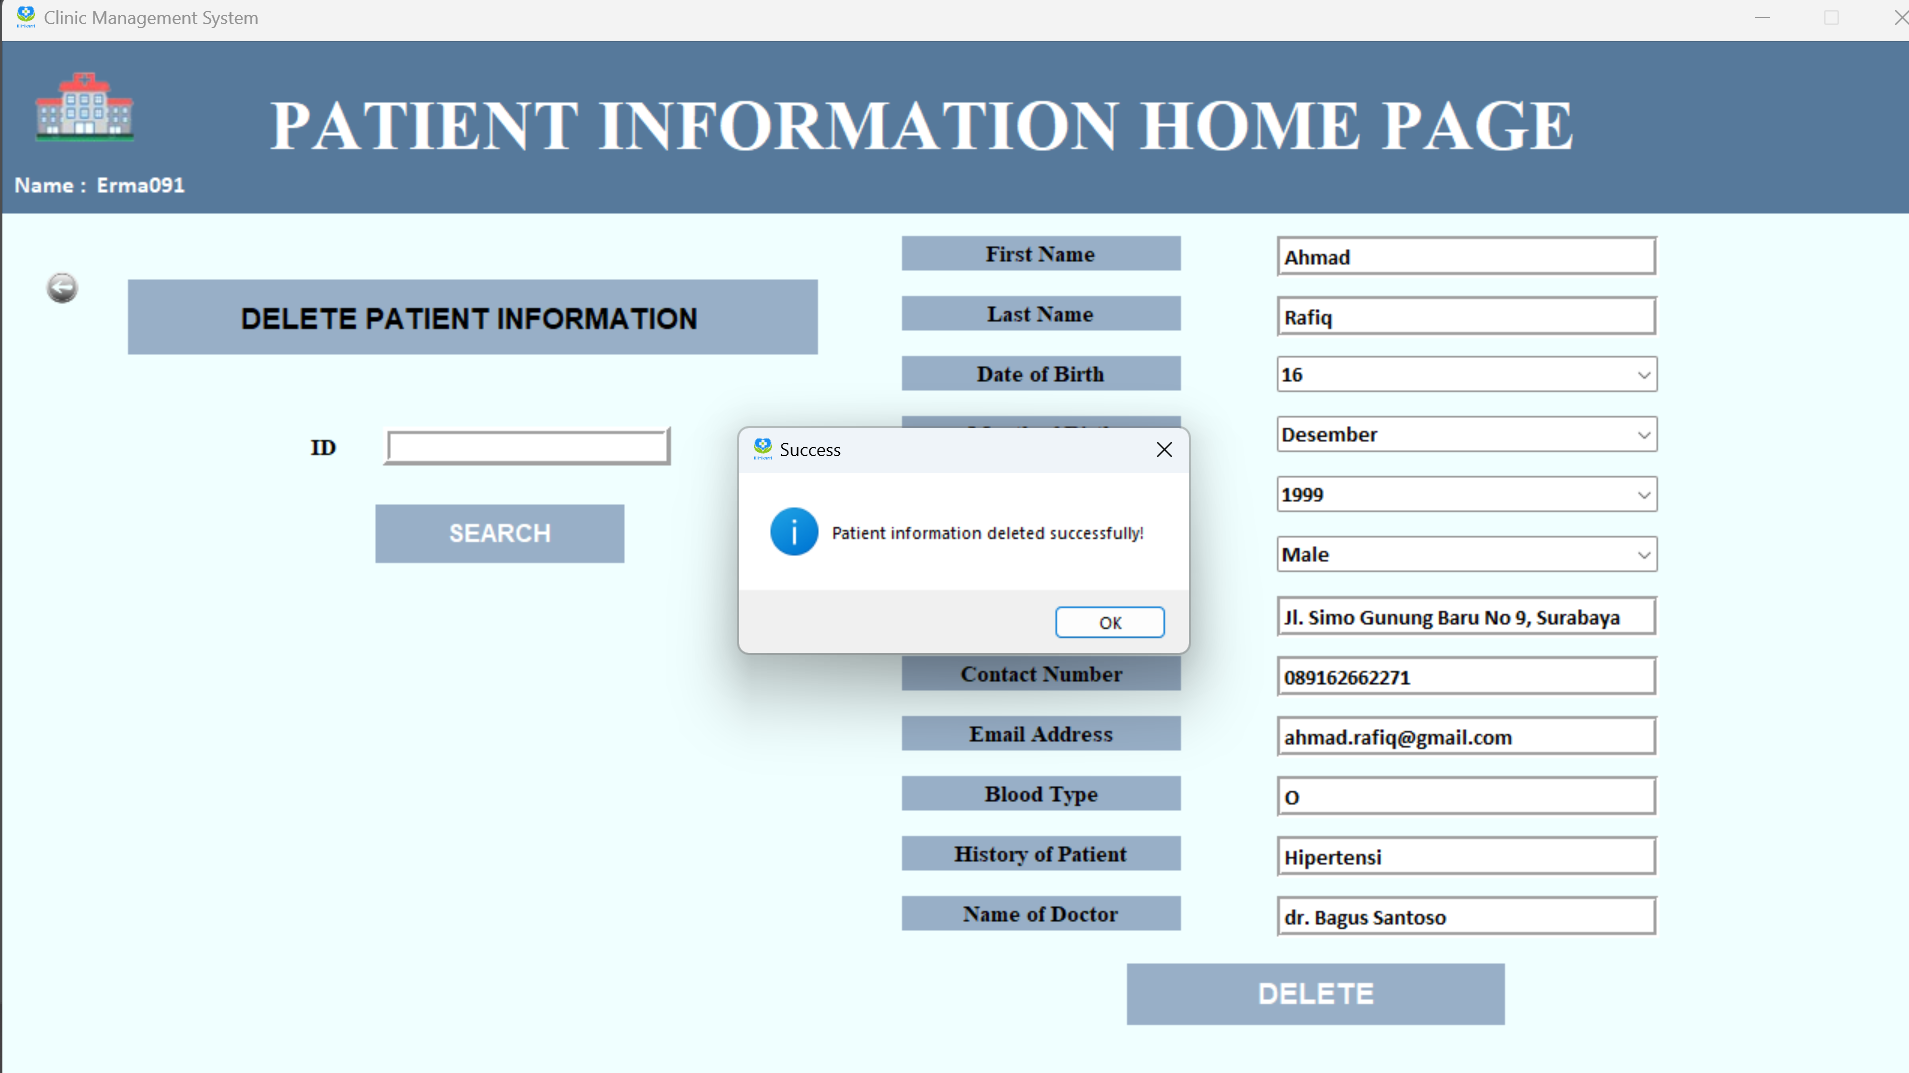 Clinic Management System
PATIENT INFORMATION HOME PAGE
Name : Erma091
DELETE PATIENT INFORMATION
ID
SEARCH
First Name
Ahmad
Last Name
Rafiq
Date of Birth
16
Desember
1999
Male
Jl. Simo Gunung Baru No 9, Surabaya
Contact Number
089162662271
Email Address
ahmad.rafiq@gmail.com
Blood Type
O
History of Patient
Hipertensi
Name of Doctor
dr. Bagus Santoso
DELETE
Success
Patient information deleted successfully!
OK